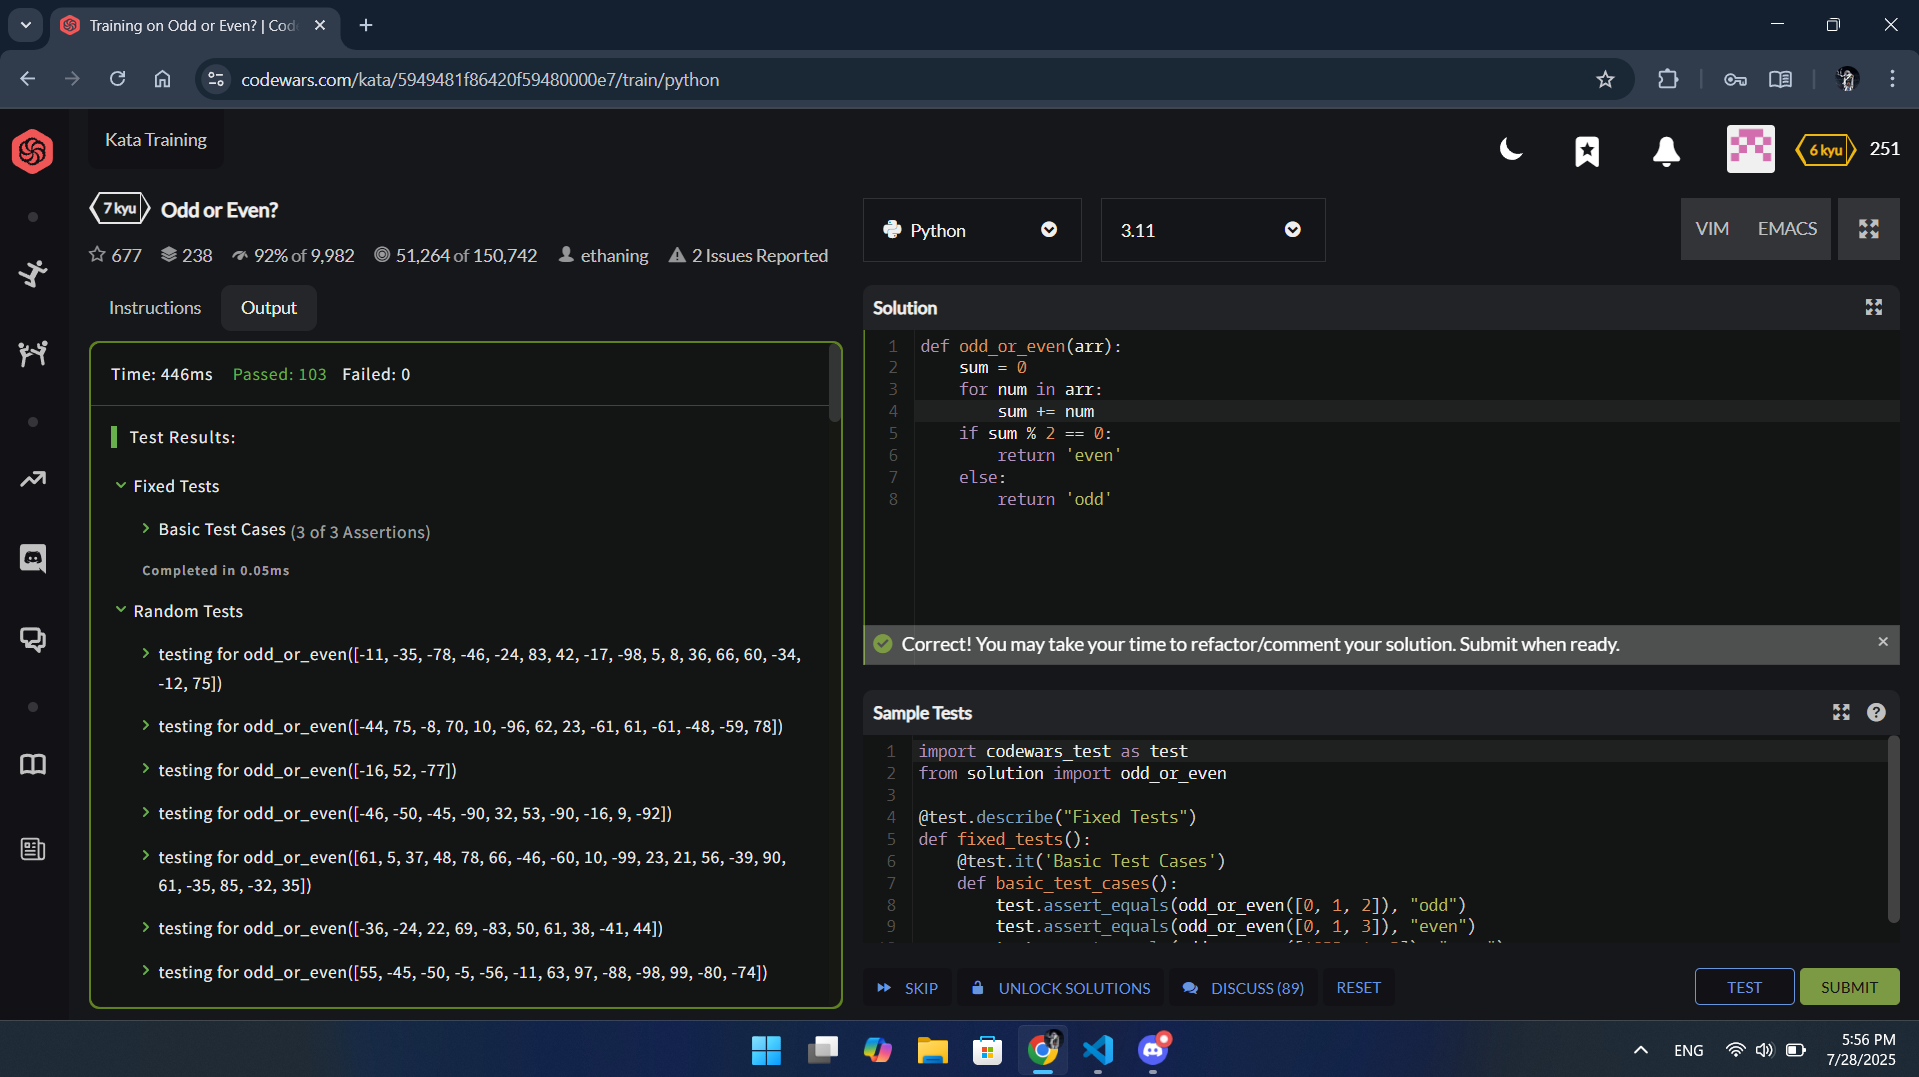 Training on Odd or Even? | Cod
codewars.com/kata/5949481f86420f59480000e7/train/python
Kata Training
6 kyu
251
7 kyu
Odd or Even?
677
238
92% of 9,982
51,264 of 150,742
ethaning
2 Issues Reported
Python
3.11
VIM
EMACS
Instructions
Output
Time: 446ms Passed: 103 Failed: 0
Test Results:
Fixed Tests
Basic Test Cases (3 of 3 Assertions)
Completed in 0.05ms
Random Tests
testing for odd_or_even([-11, -35, -78, -46, -24, 83, 42, -17, -98, 5, 8, 36, 66, 60, -34,
-12, 75])
testing for odd_or_even([-44, 75, -8, 70, 10, -96, 62, 23, -61, 61, -61, -48, -59, 78])
testing for odd_or_even([-16, 52, -77])
testing for odd_or_even([-46, -50, -45, -90, 32, 53, -90, -16, 9, -92])
testing for odd_or_even([61, 5, 37, 48, 78, 66, -46, -60, 10, -99, 23, 21, 56, -39, 90,
61, -35, 85, -32, 35])
testing for odd_or_even([-36, -24, 22, 69, -83, 50, 61, 38, -41, 44])
testing for odd_or_even([55, -45, -50, -5, -56, -11, 63, 97, -88, -98, 99, -80, -74])
Solution
1 def odd_or_even(arr):
2     sum = 0
3     for num in arr:
4         sum += num
5     if sum % 2 == 0:
6         return 'even'
7     else:
8         return 'odd'
Correct! You may take your time to refactor/comment your solution. Submit when ready.
Sample Tests
1 import codewars_test as test
2 from solution import odd_or_even
3
4 @test.describe("Fixed Tests")
5 def fixed_tests():
6     @test.it('Basic Test Cases')
7     def basic_test_cases():
8         test.assert_equals(odd_or_even([0, 1, 2]), "odd")
9         test.assert_equals(odd_or_even([0, 1, 3]), "even")
SKIP
UNLOCK SOLUTIONS
DISCUSS (89)
RESET
TEST
SUBMIT
ENG
5:56 PM
7/28/2025